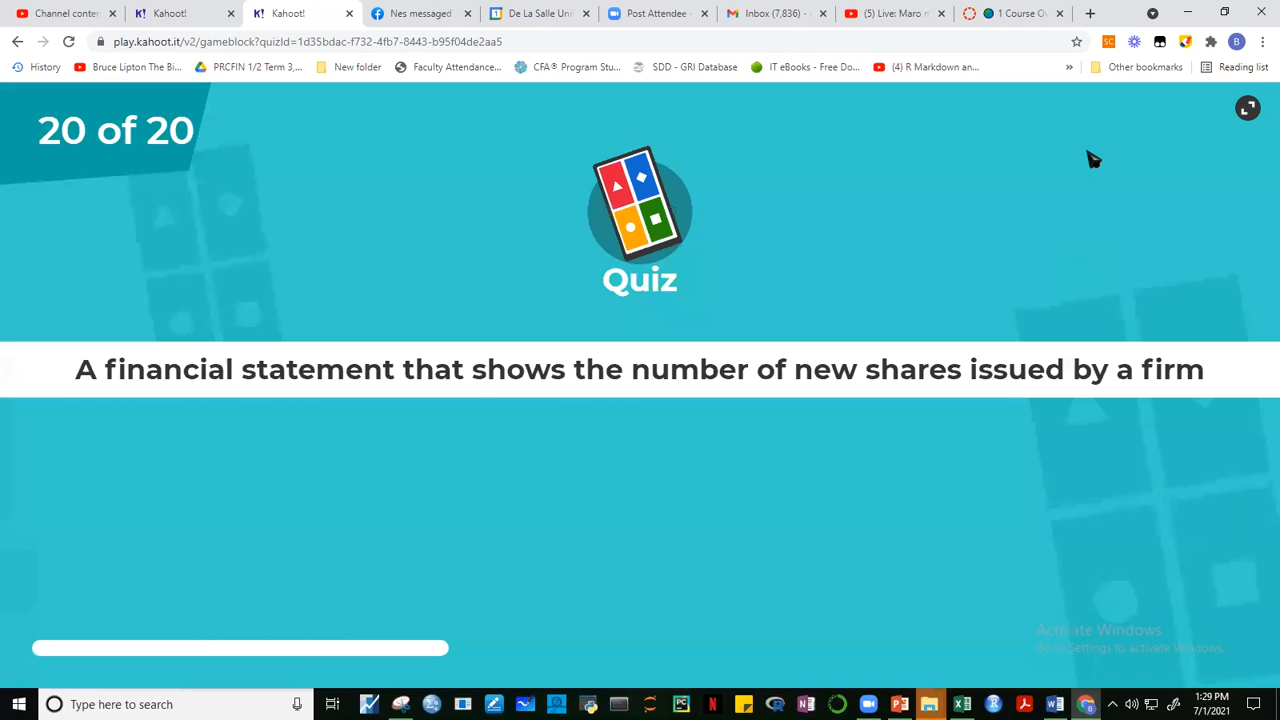 Channel conten
Kahoot!
Kahoot!
Nes messaged
De La Salle Uni
Post Attendee -
Inbox (7,836) -
(5) Live: Maro m
1 Course Ou
play.kahoot.it/v2/gameblock?quizId=1d35bdac-f732-4fb7-8443-b95f04de2aa5
SC
B
History
Bruce Lipton The Bi...
PRCFIN 1/2 Term 3,...
New folder
Faculty Attendance...
CFA® Program Stu...
SDD - GRI Database
IT eBooks - Free Do...
(4) R Markdown an...
»
Other bookmarks
Reading list
20 of 20
Quiz
A financial statement that shows the number of new shares issued by a firm
Activate Windows
Go to Settings to activate Windows.
Type here to search
1:29 PM
7/1/2021